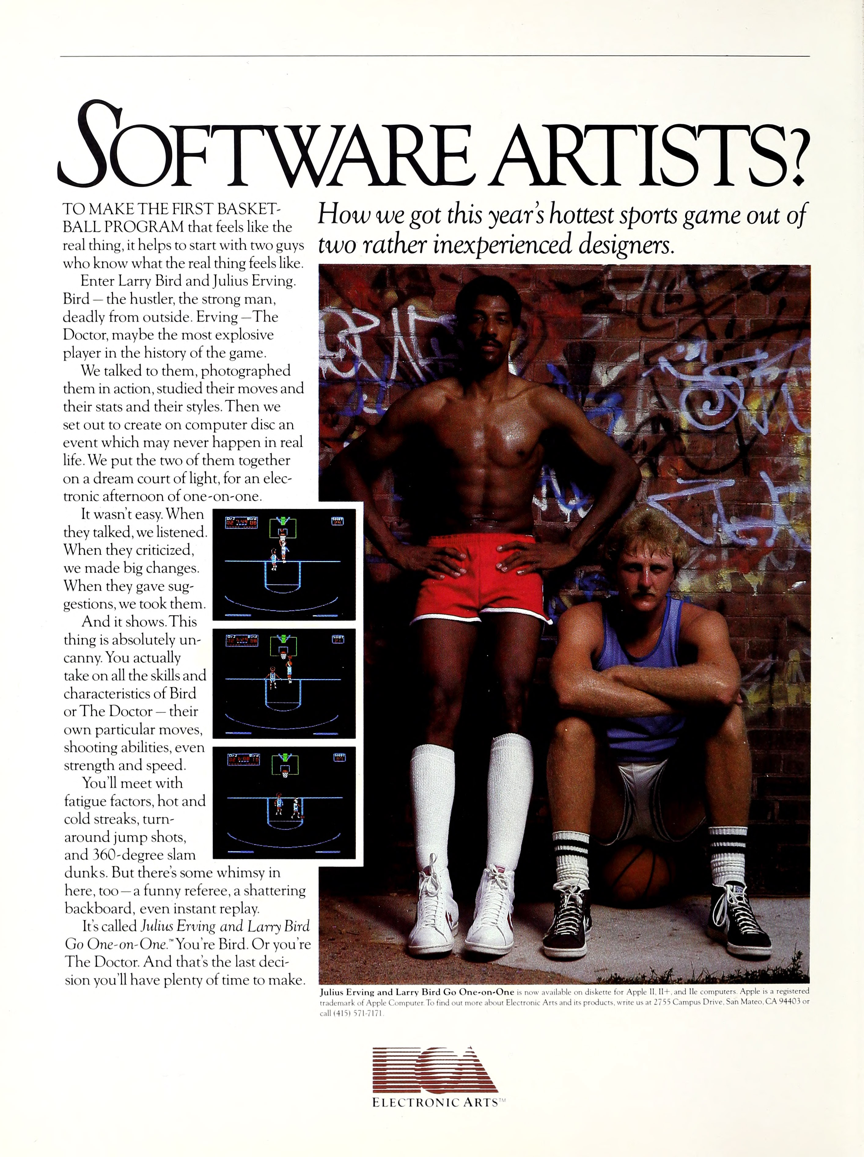 SOFTWARE ARTISTS?
How we got this year's hottest sports game out of
two rather inexperienced designers.
TO MAKE THE FIRST BASKET-
BALL PROGRAM that feels like the
real thing, it helps to start with two guys
who know what the real thing feels like.
Enter Larry Bird and Julius Erving.
Bird — the hustler, the strong man,
deadly from outside. Erving — The
Doctor, maybe the most explosive
player in the history of the game.
We talked to them, photographed
them in action, studied their moves and
their stats and their styles. Then we
set out to create on computer disc an
event which may never happen in real
life. We put the two of them together
on a dream court of light, for an elec-
tronic afternoon of one-on-one.
It wasn't easy. When
they talked, we listened.
When they criticized,
we made big changes.
When they gave sug-
gestions, we took them.
And it shows. This
thing is absolutely un-
canny. You actually
take on all the skills and
characteristics of Bird
or The Doctor — their
own particular moves,
shooting abilities, even
strength and speed.
You'll meet with
fatigue factors, hot and
cold streaks, turn-
around jump shots,
and 360-degree slam
dunks. But there's some whimsy in
here, too — a funny referee, a shattering
backboard, even instant replay.
It's called Julius Erving and Larry Bird
Go One-on-One.™ You're Bird. Or you're
The Doctor. And that's the last deci-
sion you'll have plenty of time to make.
Julius Erving and Larry Bird Go One-on-One is now available on diskette for Apple II, II+, and IIe computers. Apple is a registered
trademark of Apple Computer. To find out more about Electronic Arts and its products, write us at 2755 Campus Drive, San Mateo, CA 94403 or
call (415) 571-7171.
ELECTRONIC ARTS™